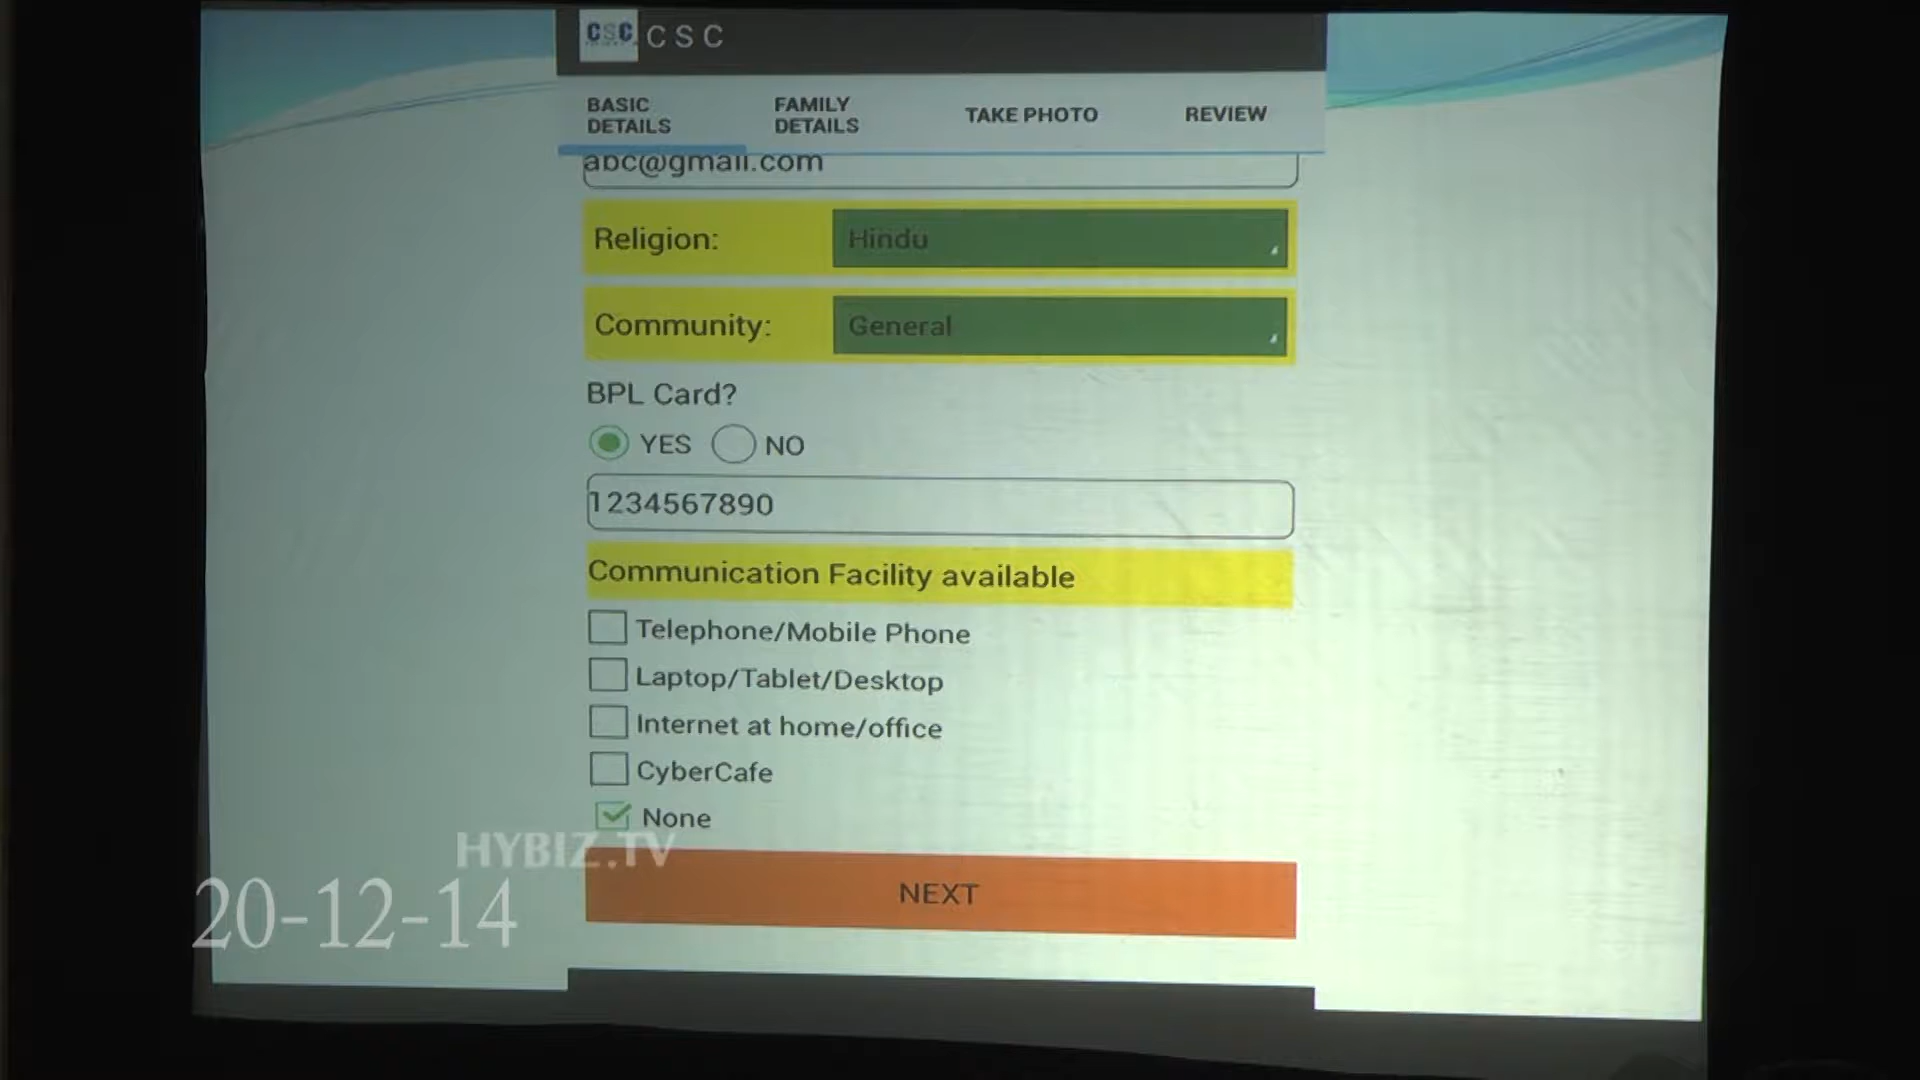 CSC CSC
BASIC DETAILS
FAMILY DETAILS
TAKE PHOTO
REVIEW
abc@gmail.com
Religion: Hindu
Community: General
BPL Card?
YES NO
1234567890
Communication Facility available
Telephone/Mobile Phone
Laptop/Tablet/Desktop
Internet at home/office
CyberCafe
None
HYBIZ.TV
NEXT
20-12-14